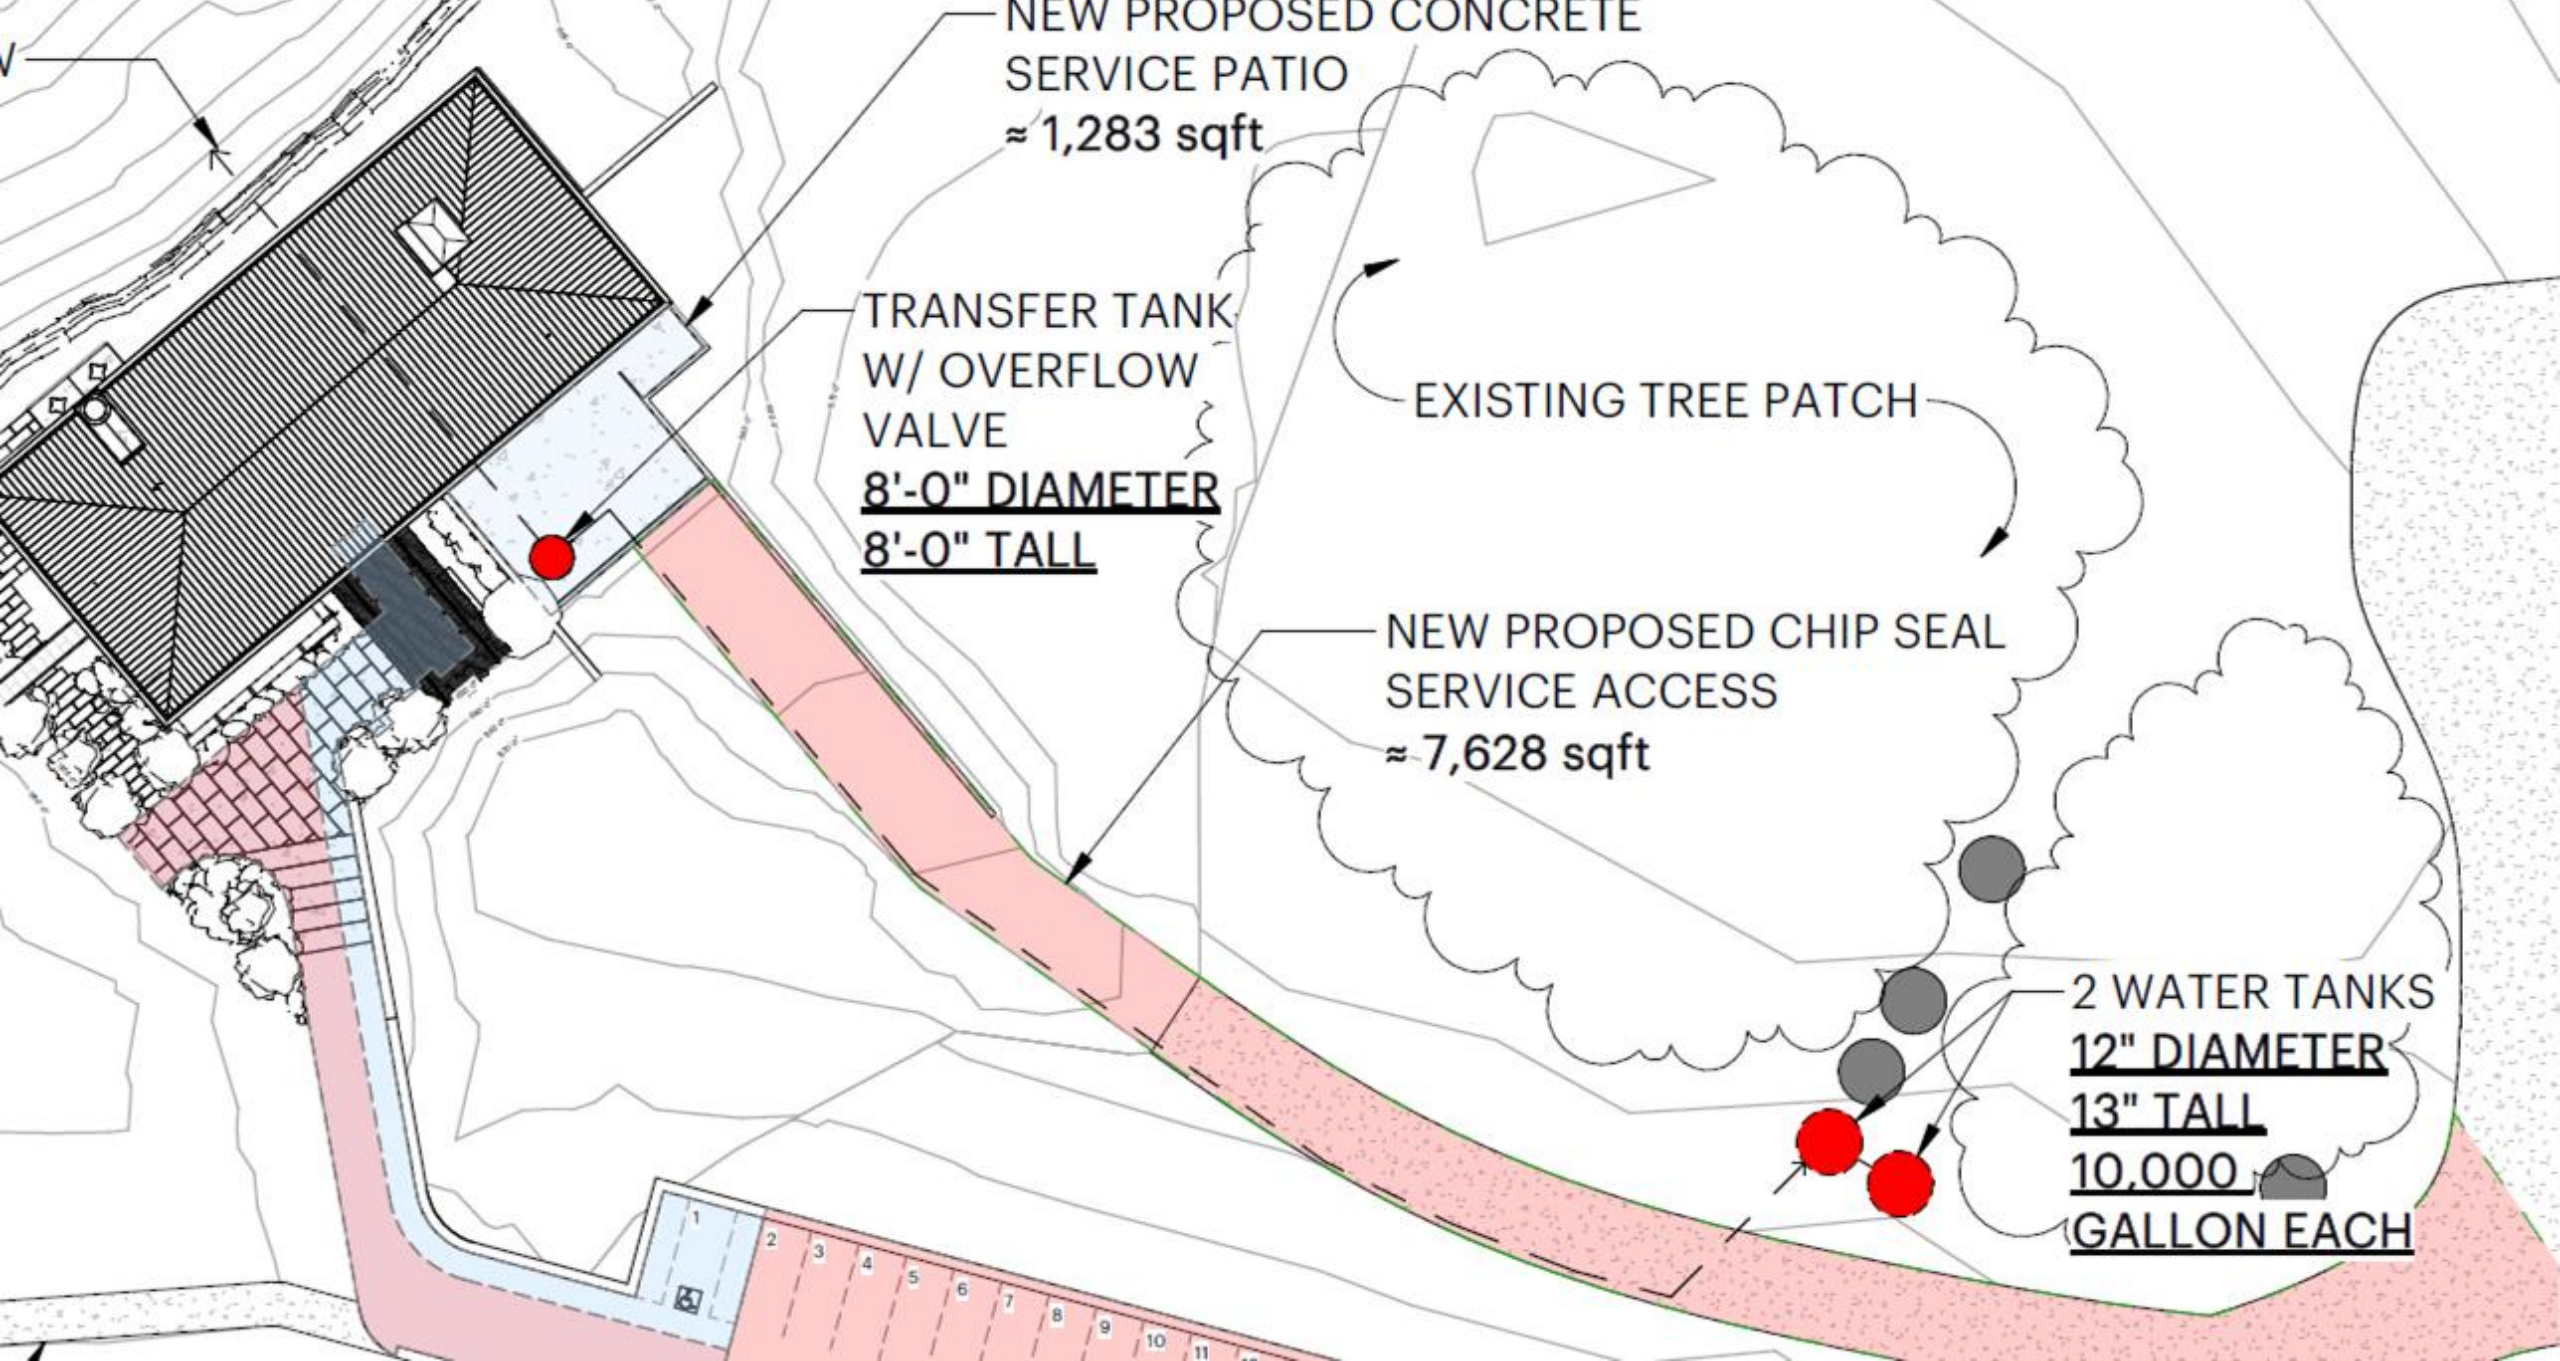 NEW PROPOSED CONCRETE
SERVICE PATIO
≈ 1,283 sqft
TRANSFER TANK
W/ OVERFLOW
VALVE
8'-0" DIAMETER
8'-0" TALL
EXISTING TREE PATCH
NEW PROPOSED CHIP SEAL
SERVICE ACCESS
≈ 7,628 sqft
2 WATER TANKS
12" DIAMETER
13" TALL
10,000
GALLON EACH
1
2
3
4
5
6
7
8
9
10
11